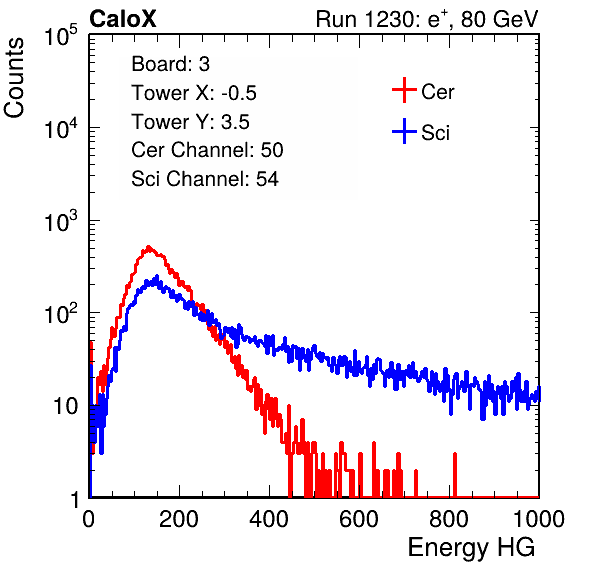 CaloX Run 1230: e⁺, 80 GeV
Counts
10⁵
10⁴
10³
10²
10
1
Board: 3
Tower X: -0.5
Tower Y: 3.5
Cer Channel: 50
Sci Channel: 54
Cer
Sci
0 200 400 600 800 1000
Energy HG